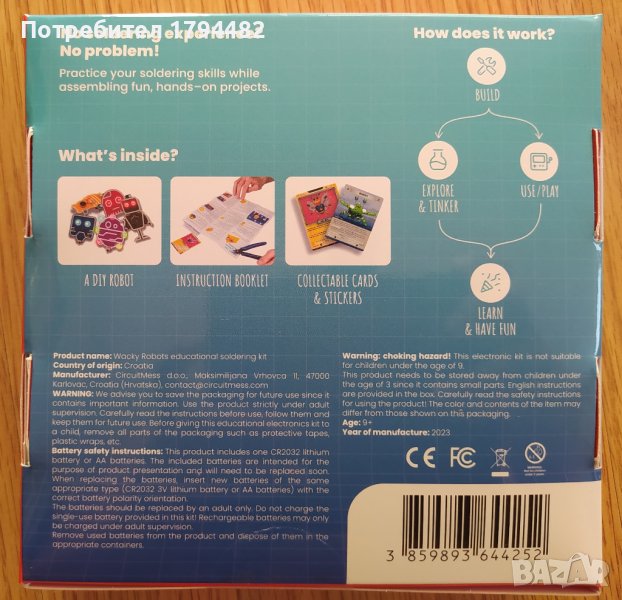 Потребител 1794482
No soldering experience?
No problem!
Practice your soldering skills while
assembling fun, hands-on projects.
How does it work?
BUILD
EXPLORE
& TINKER
USE/PLAY
LEARN
& HAVE FUN
What's inside?
A DIY ROBOT
INSTRUCTION BOOKLET
COLLECTABLE CARDS
& STICKERS
Product name: Wacky Robots educational soldering kit
Country of origin: Croatia
Manufacturer: CircuitMess d.o.o., Maksimilijana Vrhovca 11, 47000
Karlovac, Croatia (Hrvatska), contact@circuitmess.com
WARNING: We advise you to save the packaging for future use since it
contains important information. Use the product strictly under adult
supervision. Carefully read the instructions before use, follow them and
keep them for future use. Before giving this educational electronics kit to
a child, remove all parts of the packaging such as protective tapes,
plastic wraps, etc.
Battery safety instructions: This product includes one CR2032 lithium
battery or AA batteries. The included batteries are intended for the
purpose of product presentation and will need to be replaced soon.
When replacing the batteries, insert new batteries of the same
appropriate type (CR2032 3V lithium battery or AA batteries) with the
correct battery polarity orientation.
The batteries should be replaced by an adult only. Do not charge the
single-use battery provided in this kit! Rechargeable batteries may only
be charged under adult supervision.
Remove used batteries from the product and dispose of them in the
appropriate containers.
Warning: choking hazard! This electronic kit is not suitable
for children under the age of 9.
This product needs to be stored away from children under
the age of 3 since it contains small parts. English instructions
are provided in the box. Carefully read the safety instructions
for using the product! The color and contents of the item may
differ from those shown on this packaging.
Age: 9+
Year of manufacture: 2023
CE FC
3 859893 644252
BAZAR